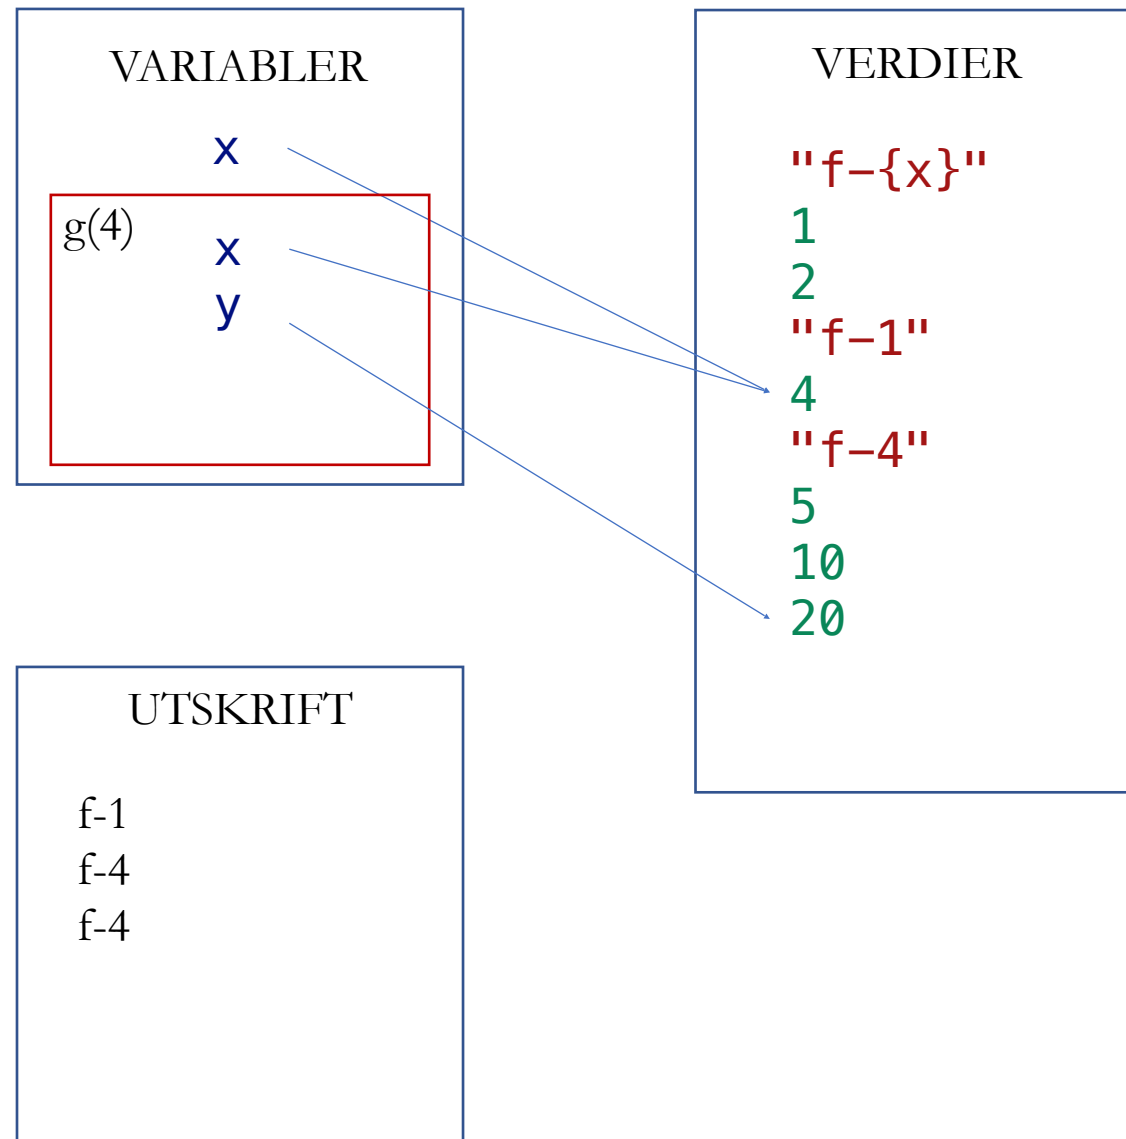 VARIABLER
x
g(4)
x
y
VERDIER
"f–{x}"
1
2
"f–1"
4
"f–4"
5
10
20
UTSKRIFT
f-1
f-4
f-4